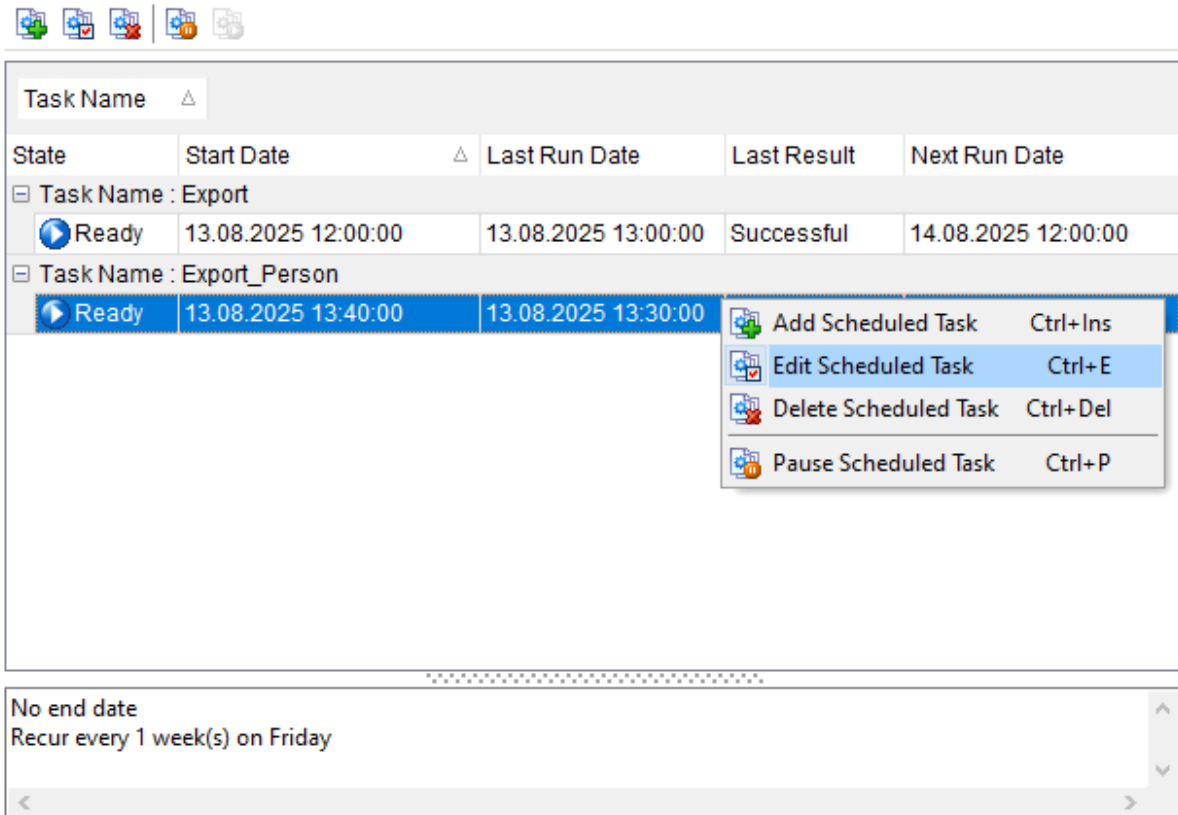 Task Name
State Start Date Last Run Date Last Result Next Run Date
Task Name : Export
Ready 13.08.2025 12:00:00 13.08.2025 13:00:00 Successful 14.08.2025 12:00:00
Task Name : Export_Person
Ready 13.08.2025 13:40:00 13.08.2025 13:30:00
Add Scheduled Task Ctrl+Ins
Edit Scheduled Task Ctrl+E
Delete Scheduled Task Ctrl+Del
Pause Scheduled Task Ctrl+P
No end date
Recur every 1 week(s) on Friday